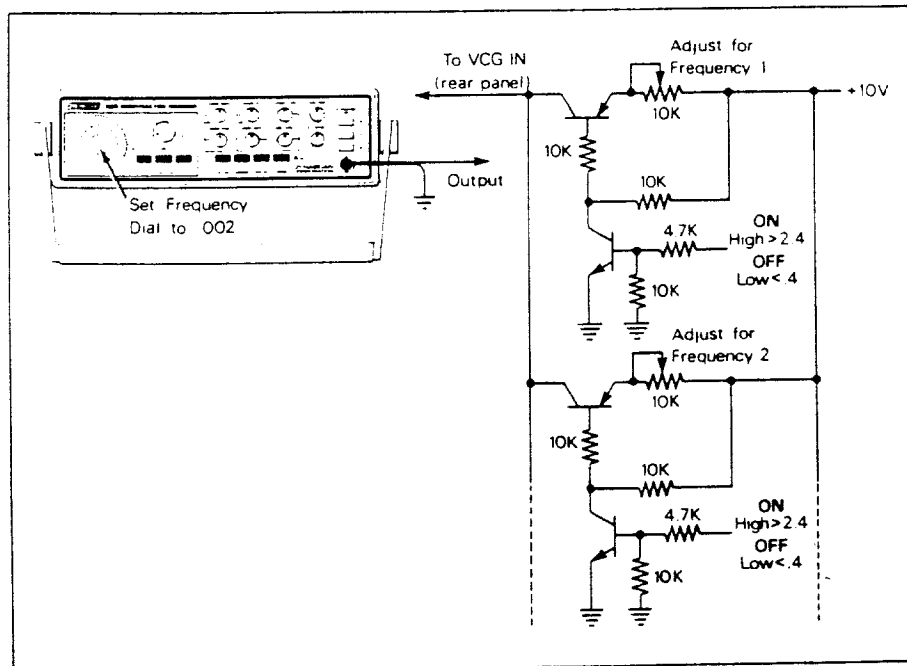 To VCG IN
(rear panel)
Adjust for
Frequency 1
+10V
10K
10K
10K
Output
Set Frequency
Dial to .002
4.7K
ON
High>2.4
OFF
Low<.4
10K
Adjust for
Frequency 2
10K
10K
10K
4.7K
ON
High>2.4
OFF
Low<.4
10K